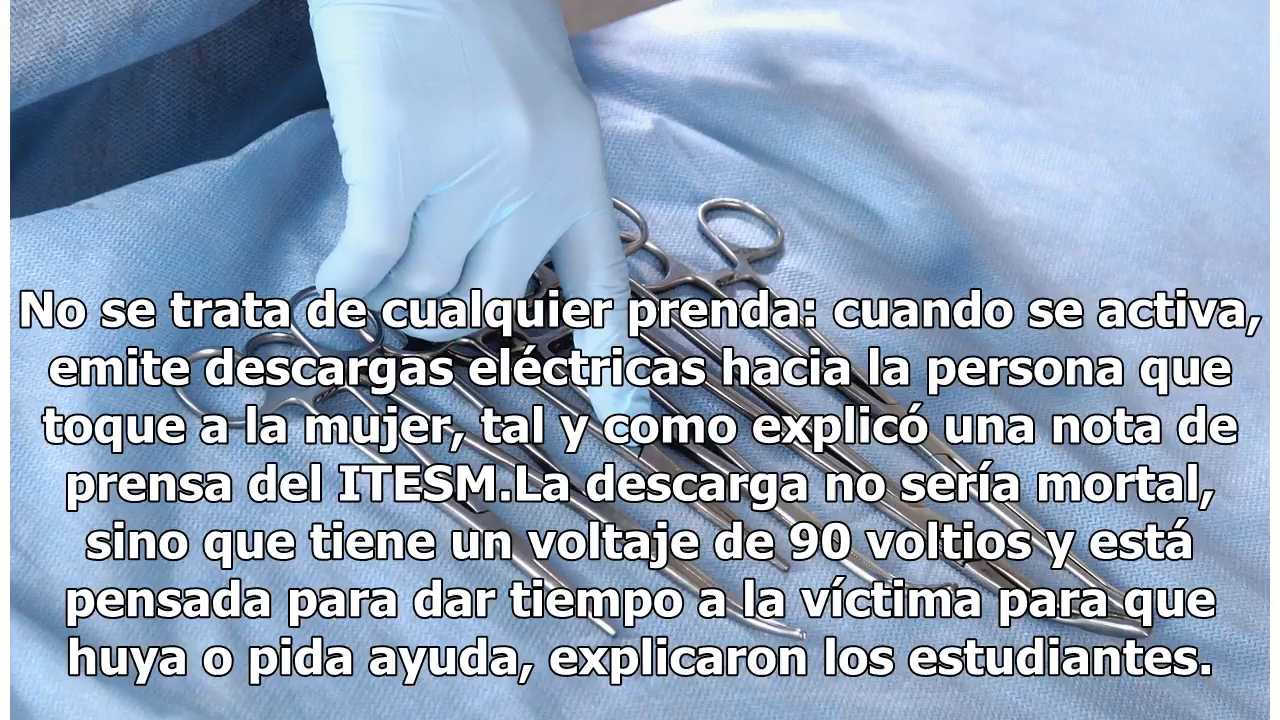 No se trata de cualquier prenda: cuando se activa,
emite descargas eléctricas hacia la persona que
toque a la mujer, tal y como explicó una nota de
prensa del ITESM.La descarga no sería mortal,
sino que tiene un voltaje de 90 voltios y está
pensada para dar tiempo a la víctima para que
huya o pida ayuda, explicaron los estudiantes.